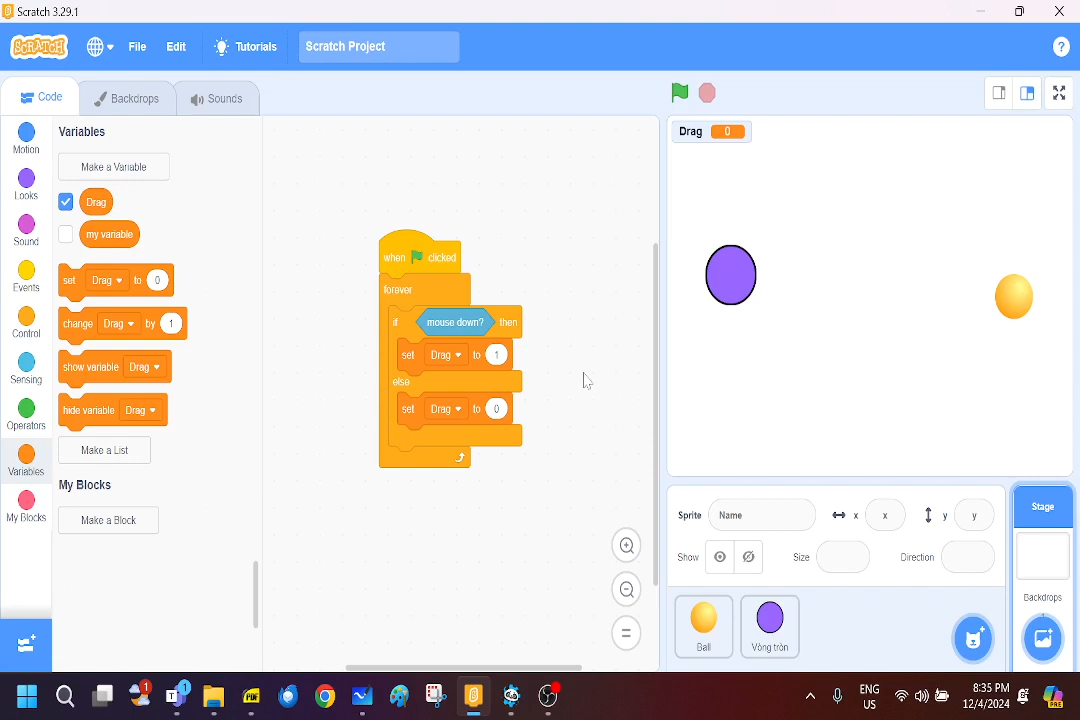 Scratch 3.29.1
SCRATCH
File
Edit
Tutorials
Scratch Project
?
Code
Backdrops
Sounds
Motion
Looks
Sound
Events
Control
Sensing
Operators
Variables
My Blocks
Variables
Make a Variable
Drag
my variable
set Drag to 0
change Drag by 1
show variable Drag
hide variable Drag
Make a List
My Blocks
Make a Block
when clicked
forever
if mouse down? then
set Drag to 1
else
set Drag to 0
Drag 0
Sprite Name x x y y
Show Size Direction
Ball
Vòng tròn
Stage
Backdrops
1
1
PDF
ENG
US
8:35 PM
12/4/2024
PRE